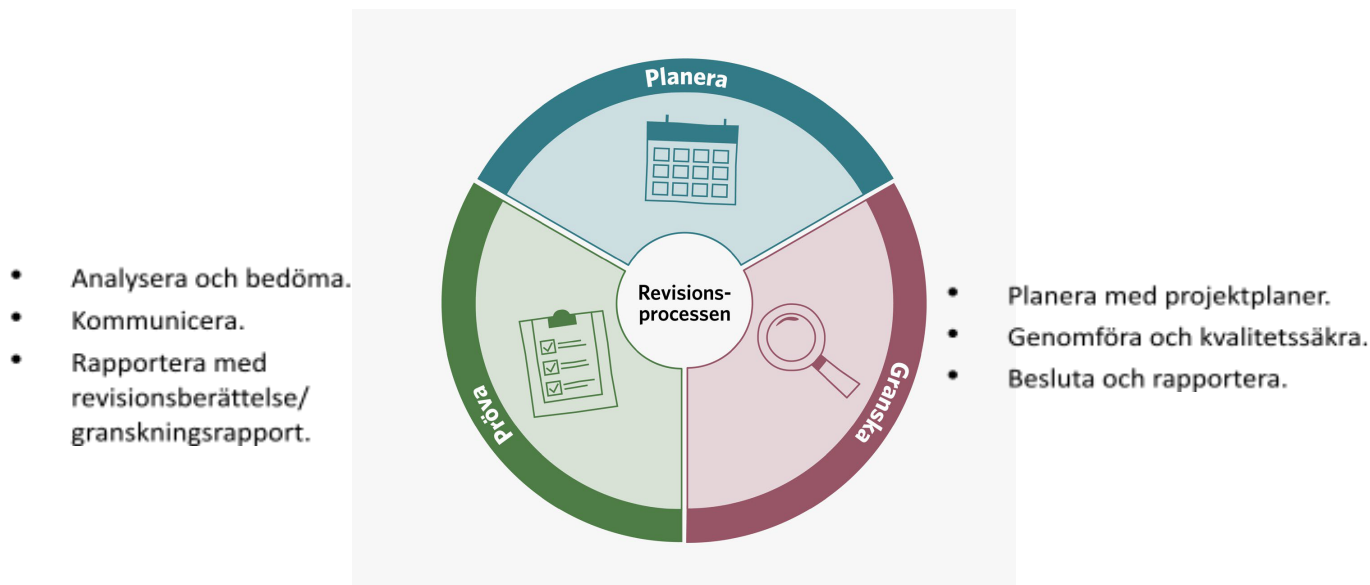 Planera
Revisions-
processen
Granska
Pröva
• Analysera och bedöma.
• Kommunicera.
• Rapportera med
revisionsberättelse/
granskningsrapport.
• Planera med projektplaner.
• Genomföra och kvalitetssäkra.
• Besluta och rapportera.